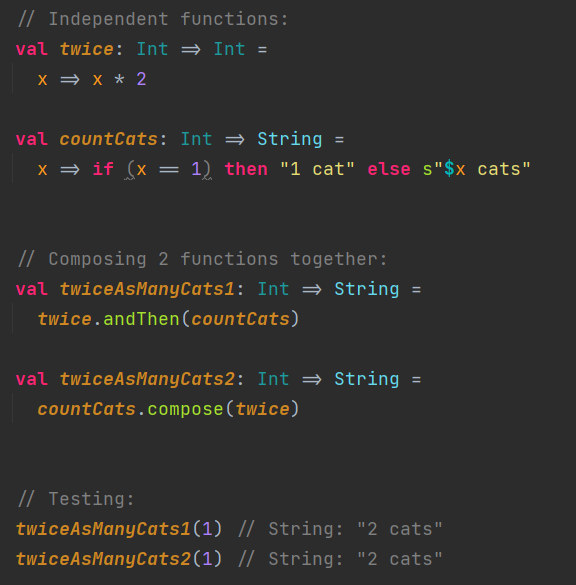 // Independent functions:
val twice: Int => Int =
  x => x * 2
val countCats: Int => String =
  x => if (x == 1) then "1 cat" else s"$x cats"
// Composing 2 functions together:
val twiceAsManyCats1: Int => String =
  twice.andThen(countCats)
val twiceAsManyCats2: Int => String =
  countCats.compose(twice)
// Testing:
twiceAsManyCats1(1) // String: "2 cats"
twiceAsManyCats2(1) // String: "2 cats"